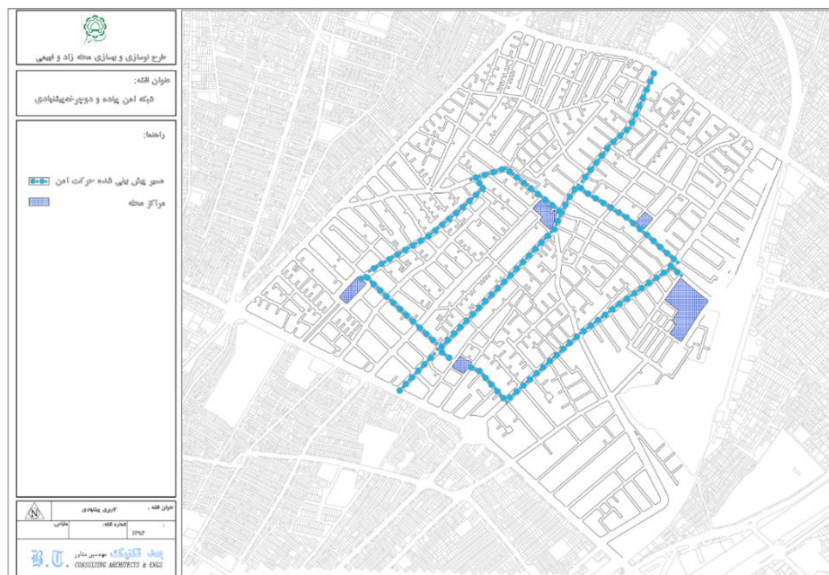 طرح نوسازی و بهسازی محله زاد و فهیمی
عنوان نقشه:
شبکه امن پیاده و دوچرخه‌پیشنهادی
راهنما:
مسیر پیش بینی شده حرکت امن
مراکز محله
عنوان نقشه :
کاربری پیشنهادی
N
شماره نقشه:
مقیاس:
مهندسین مشاور
B.T. CONSULTING ARCHITECTS & ENGS